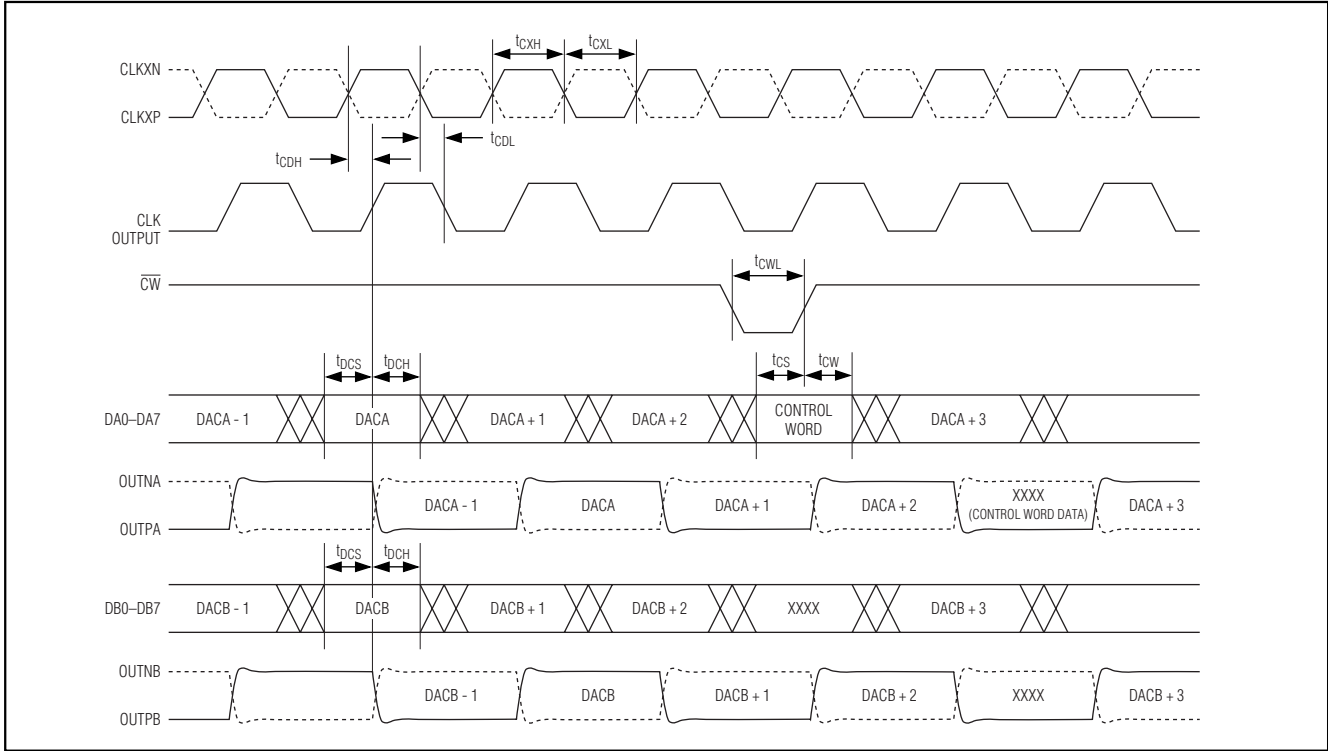 tCXH tCXL
CLKXN
CLKXP
tCDL
tCDH
CLK
OUTPUT
tCWL
C̅W̅
tDCS tDCH tCS tCW
DA0–DA7 DACA - 1 DACA DACA + 1 DACA + 2 CONTROL WORD DACA + 3
OUTNA
DACA - 1 DACA DACA + 1 DACA + 2 XXXX (CONTROL WORD DATA) DACA + 3
OUTPA
tDCS tDCH
DB0–DB7 DACB - 1 DACB DACB + 1 DACB + 2 XXXX DACB + 3
OUTNB
DACB - 1 DACB DACB + 1 DACB + 2 XXXX DACB + 3
OUTPB